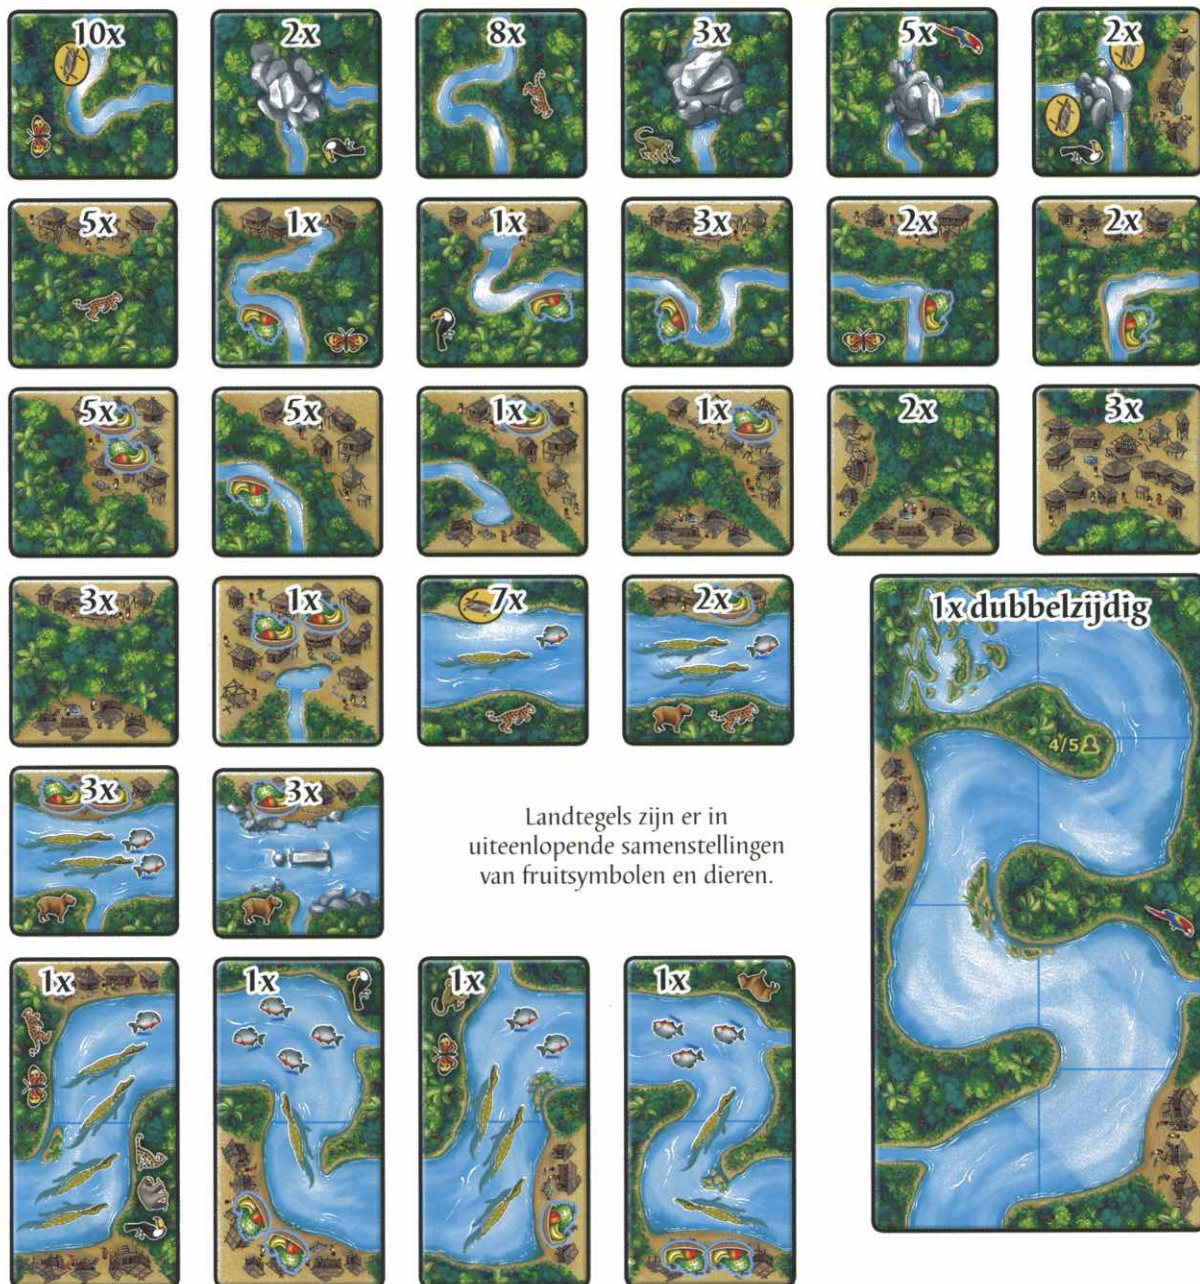 10x
2x
8x
3x
5x
2x
5x
1x
1x
3x
2x
2x
5x
5x
1x
1x
2x
3x
3x
1x
7x
2x
1x dubbelzijdig
4/5
3x
3x
Landtegels zijn er in
uiteenlopende samenstellingen
van fruitsymbolen en dieren.
1x
1x
1x
1x